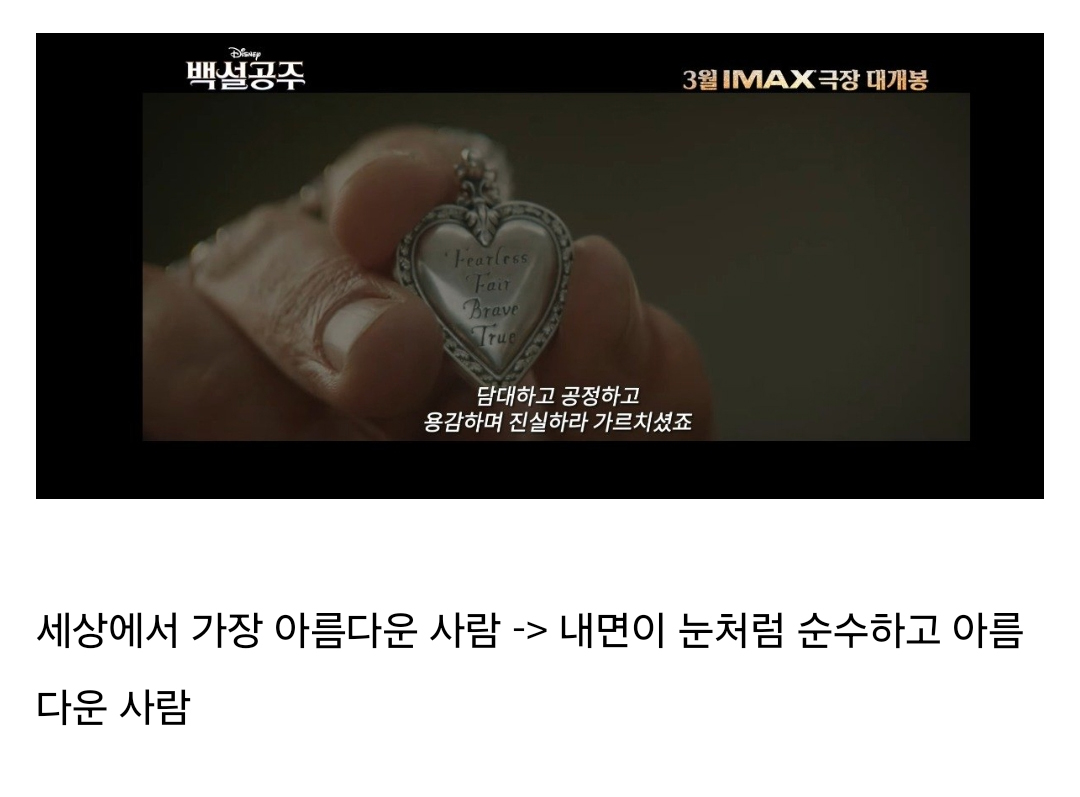 Disney
백설공주
3월 IMAX 극장 대개봉
Fearless
Fair
Brave
True
담대하고 공정하고
용감하며 진실하라 가르치셨죠
세상에서 가장 아름다운 사람 -> 내면이 눈처럼 순수하고 아름
다운 사람